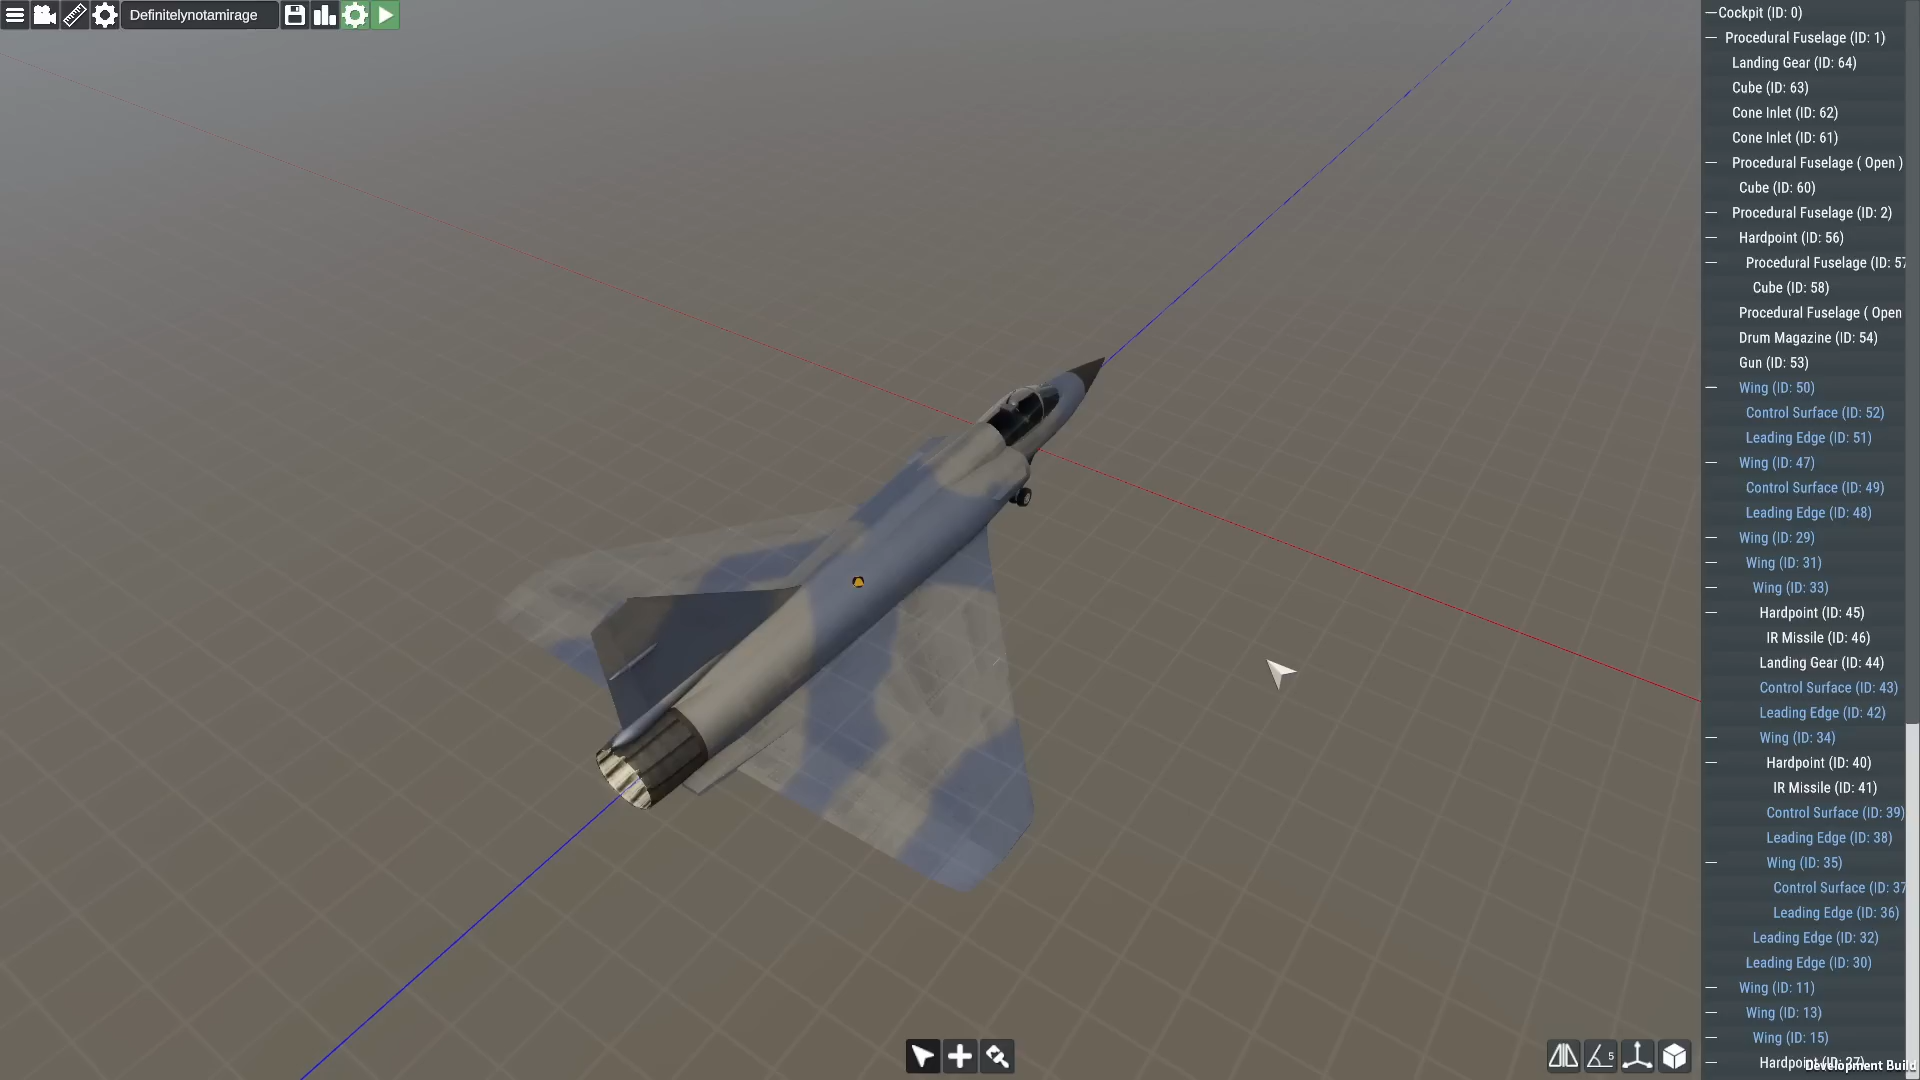 Definitelynotamirage
Cockpit (ID: 0)
Procedural Fuselage (ID: 1)
Landing Gear (ID: 64)
Cube (ID: 63)
Cone Inlet (ID: 62)
Cone Inlet (ID: 61)
Procedural Fuselage ( Open )
Cube (ID: 60)
Procedural Fuselage (ID: 2)
Hardpoint (ID: 56)
Procedural Fuselage (ID: 57
Cube (ID: 58)
Procedural Fuselage ( Open
Drum Magazine (ID: 54)
Gun (ID: 53)
Wing (ID: 50)
Control Surface (ID: 52)
Leading Edge (ID: 51)
Wing (ID: 47)
Control Surface (ID: 49)
Leading Edge (ID: 48)
Wing (ID: 29)
Wing (ID: 31)
Wing (ID: 33)
Hardpoint (ID: 45)
IR Missile (ID: 46)
Landing Gear (ID: 44)
Control Surface (ID: 43)
Leading Edge (ID: 42)
Wing (ID: 34)
Hardpoint (ID: 40)
IR Missile (ID: 41)
Control Surface (ID: 39)
Leading Edge (ID: 38)
Wing (ID: 35)
Control Surface (ID: 37
Leading Edge (ID: 36)
Leading Edge (ID: 32)
Leading Edge (ID: 30)
Wing (ID: 11)
Wing (ID: 13)
Wing (ID: 15)
Hardpoint (ID: 27)
Development Build
5